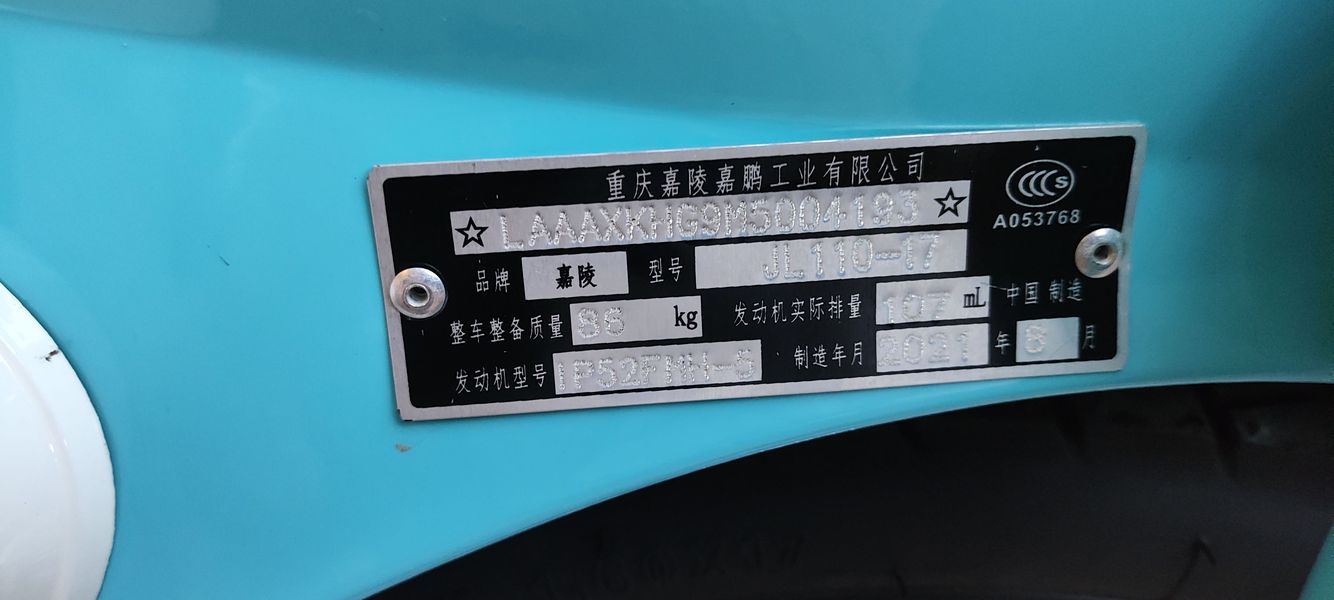 重庆嘉陵嘉鹏工业有限公司
CCCS
A053768
☆LAAAXKHG9M5004193☆
品牌 嘉陵 型号 JL110-17
整车整备质量 86 kg 发动机实际排量 107 mL 中国 制造
发动机型号 1P52FMH-5 制造年月 2021 年 8 月